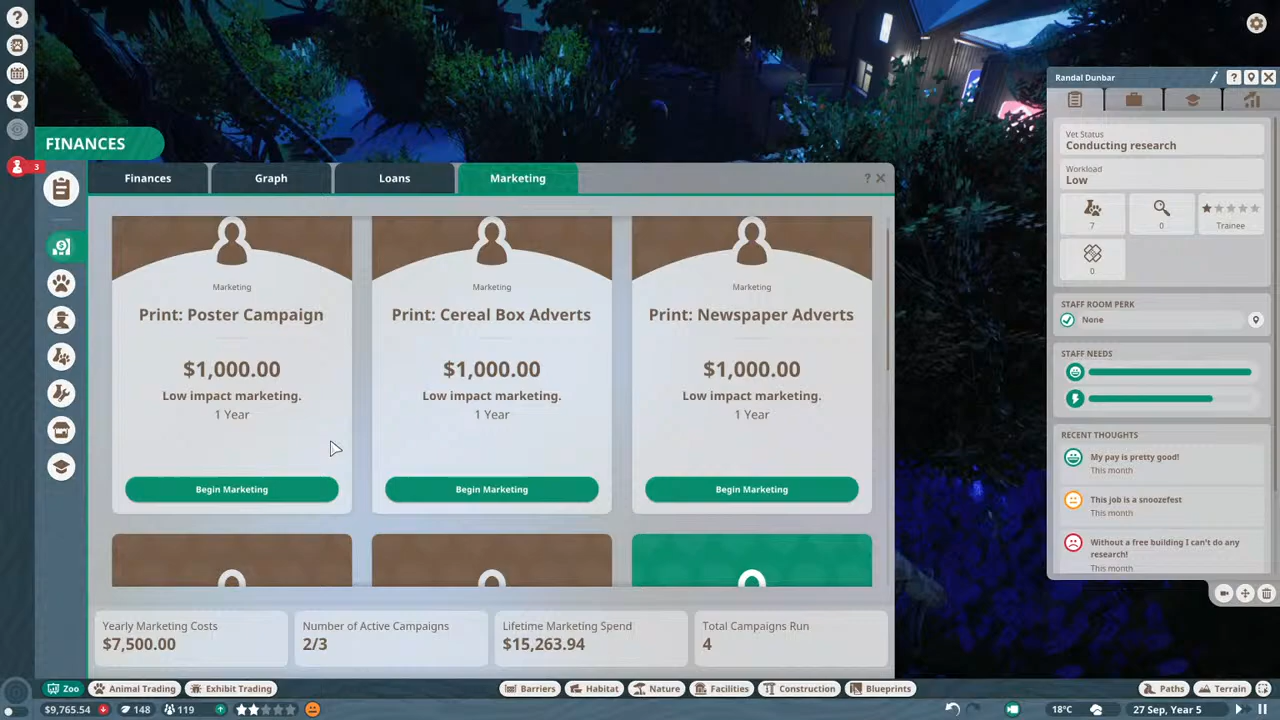 FINANCES
3
Finances
Graph
Loans
Marketing
?
Marketing
Print: Poster Campaign
$1,000.00
Low impact marketing.
1 Year
Begin Marketing
Marketing
Print: Cereal Box Adverts
$1,000.00
Low impact marketing.
1 Year
Begin Marketing
Marketing
Print: Newspaper Adverts
$1,000.00
Low impact marketing.
1 Year
Begin Marketing
Yearly Marketing Costs
$7,500.00
Number of Active Campaigns
2/3
Lifetime Marketing Spend
$15,263.94
Total Campaigns Run
4
Randal Dunbar
?
Vet Status
Conducting research
Workload
Low
7
0
Trainee
0
STAFF ROOM PERK
None
STAFF NEEDS
RECENT THOUGHTS
My pay is pretty good!
This month
This job is a snoozefest
This month
Without a free building I can't do any
research!
This month
Zoo
Animal Trading
Exhibit Trading
Barriers
Habitat
Nature
Facilities
Construction
Blueprints
Paths
Terrain
$9,765.54
148
119
18°C
27 Sep, Year 5